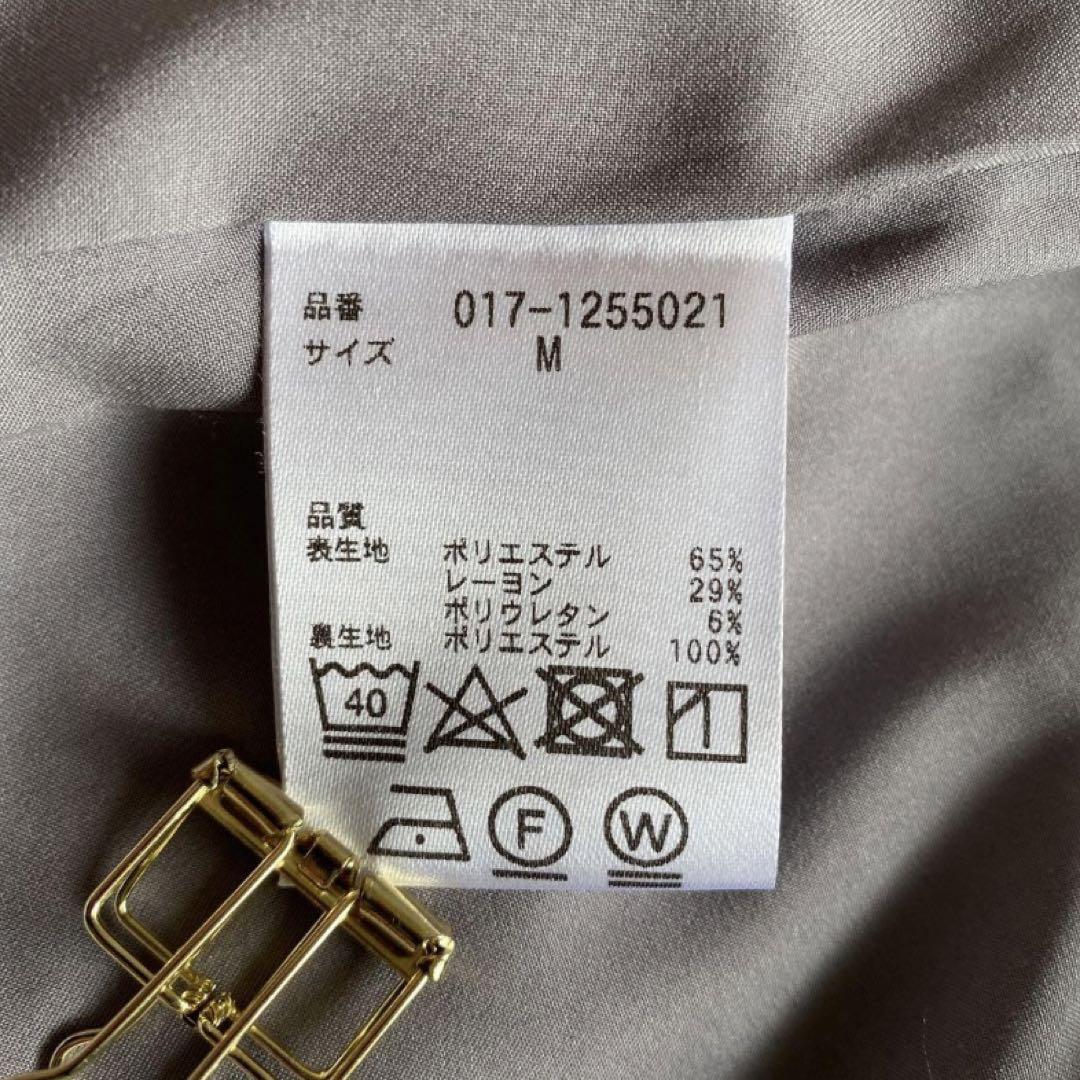 品番 017-1255021
サイズ M
品質
表生地 ポリエステル 65%
レーヨン 29%
ポリウレタン 6%
裏生地 ポリエステル 100%
40
F W